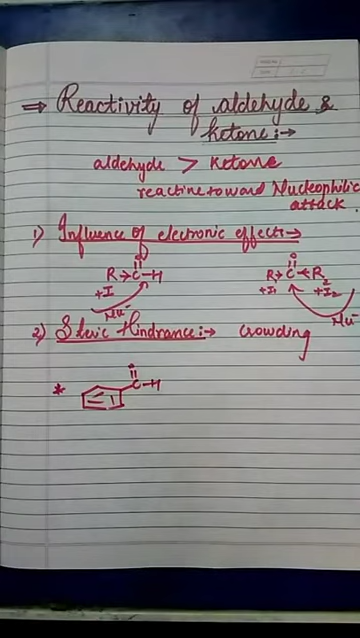 ⇒ Reactivity of aldehyde &
ketone :→
aldehyde > Ketone
reactive toward Nucleophilic
attack.
1) Influence of electronic effect →
O O
R→C–H R→C←R
+I +I₁ +I₂
Nu⁻ Nu⁻
2) Steric Hindrance :→ crowding
* C–H